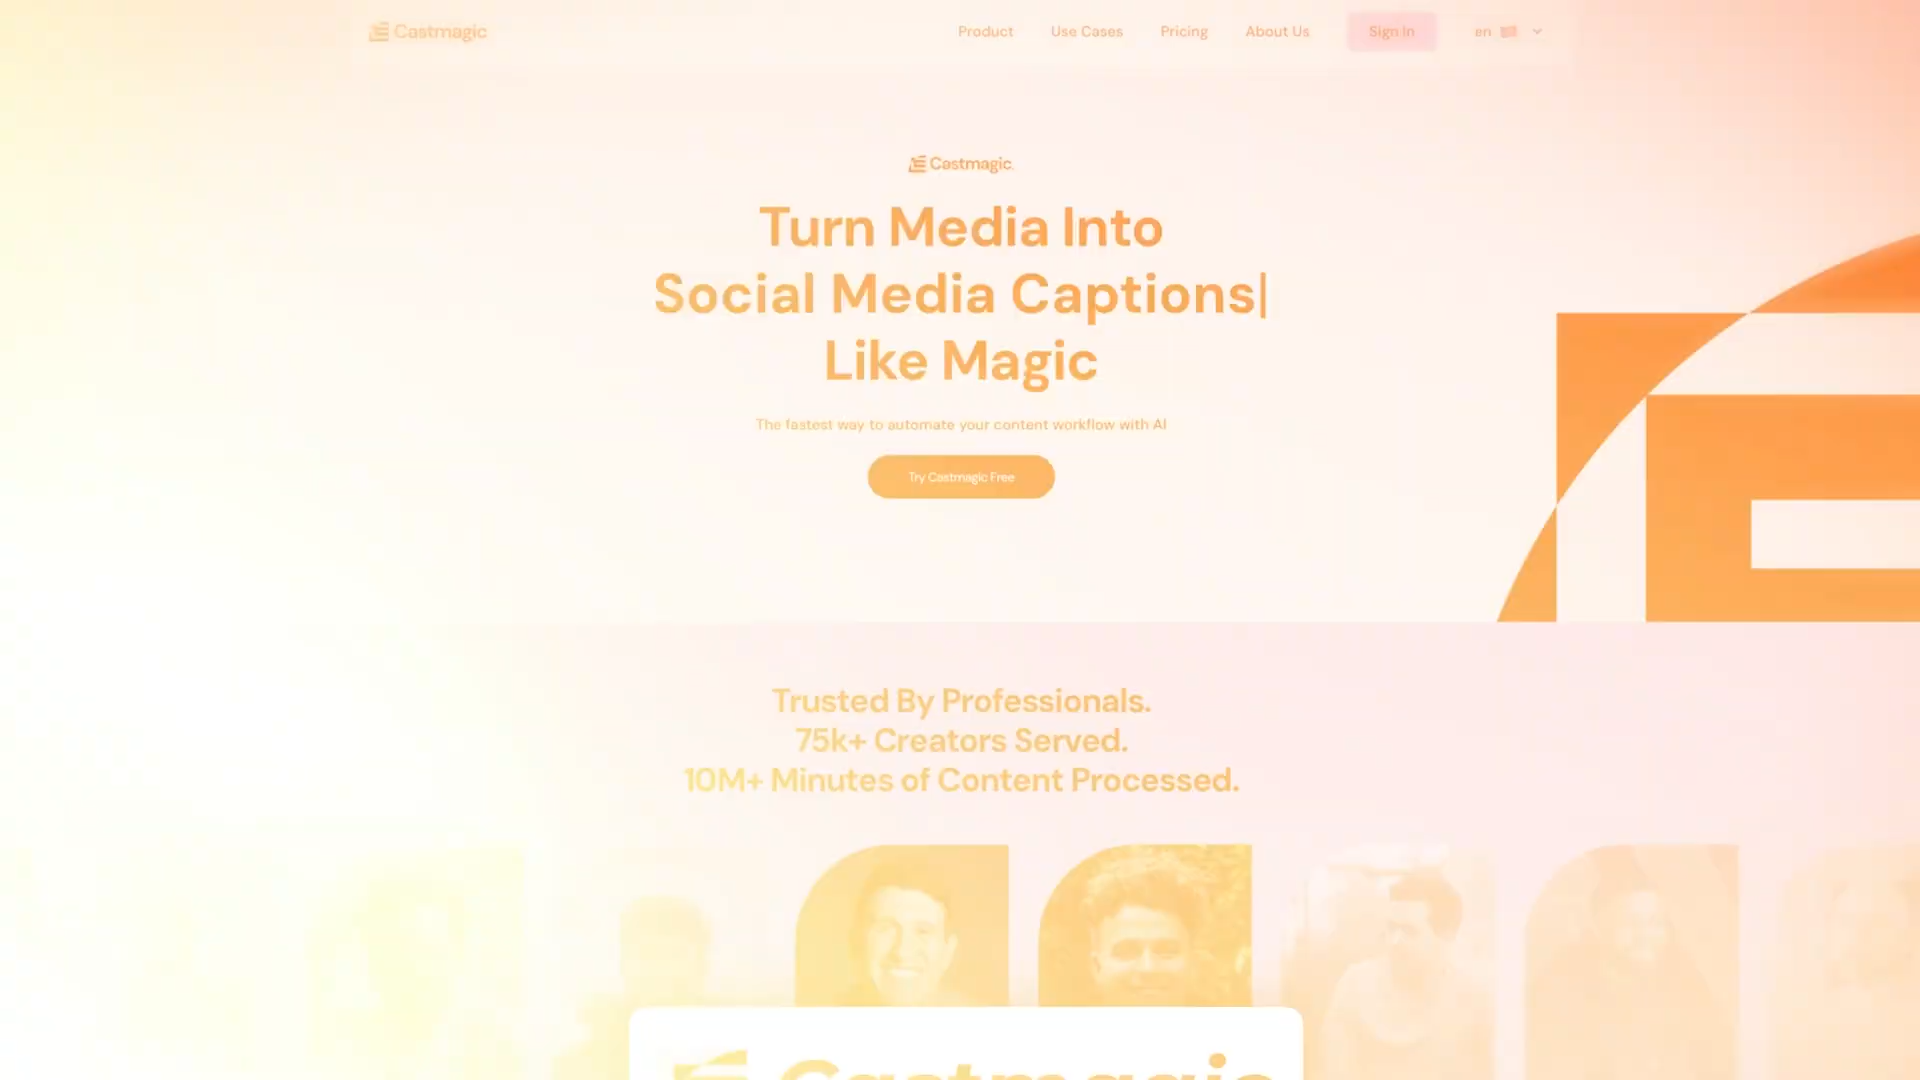 Castmagic
Product
Use Cases
Pricing
About Us
Sign In
en
Castmagic.
Turn Media Into
Social Media Captions|
Like Magic
The fastest way to automate your content workflow with AI
Try Castmagic Free
Trusted By Professionals.
75k+ Creators Served.
10M+ Minutes of Content Processed.
Castmagic